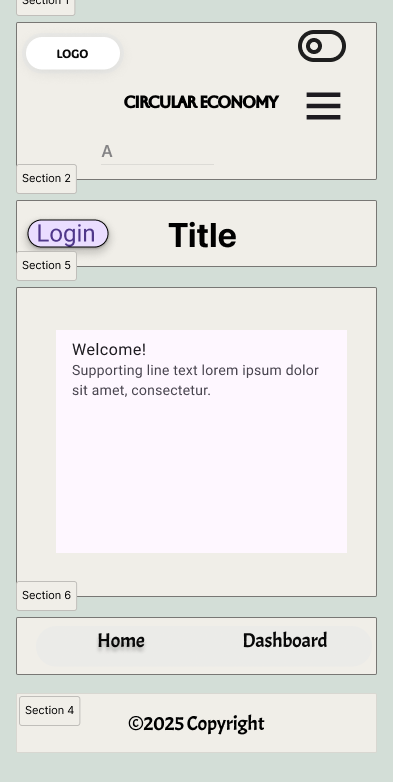 Section 1
LOGO
CIRCULAR ECONOMY
A
Section 2
Login
Title
Section 5
Welcome!
Supporting line text lorem ipsum dolor
sit amet, consectetur.
Section 6
Home
Dashboard
Section 4
©2025 Copyright